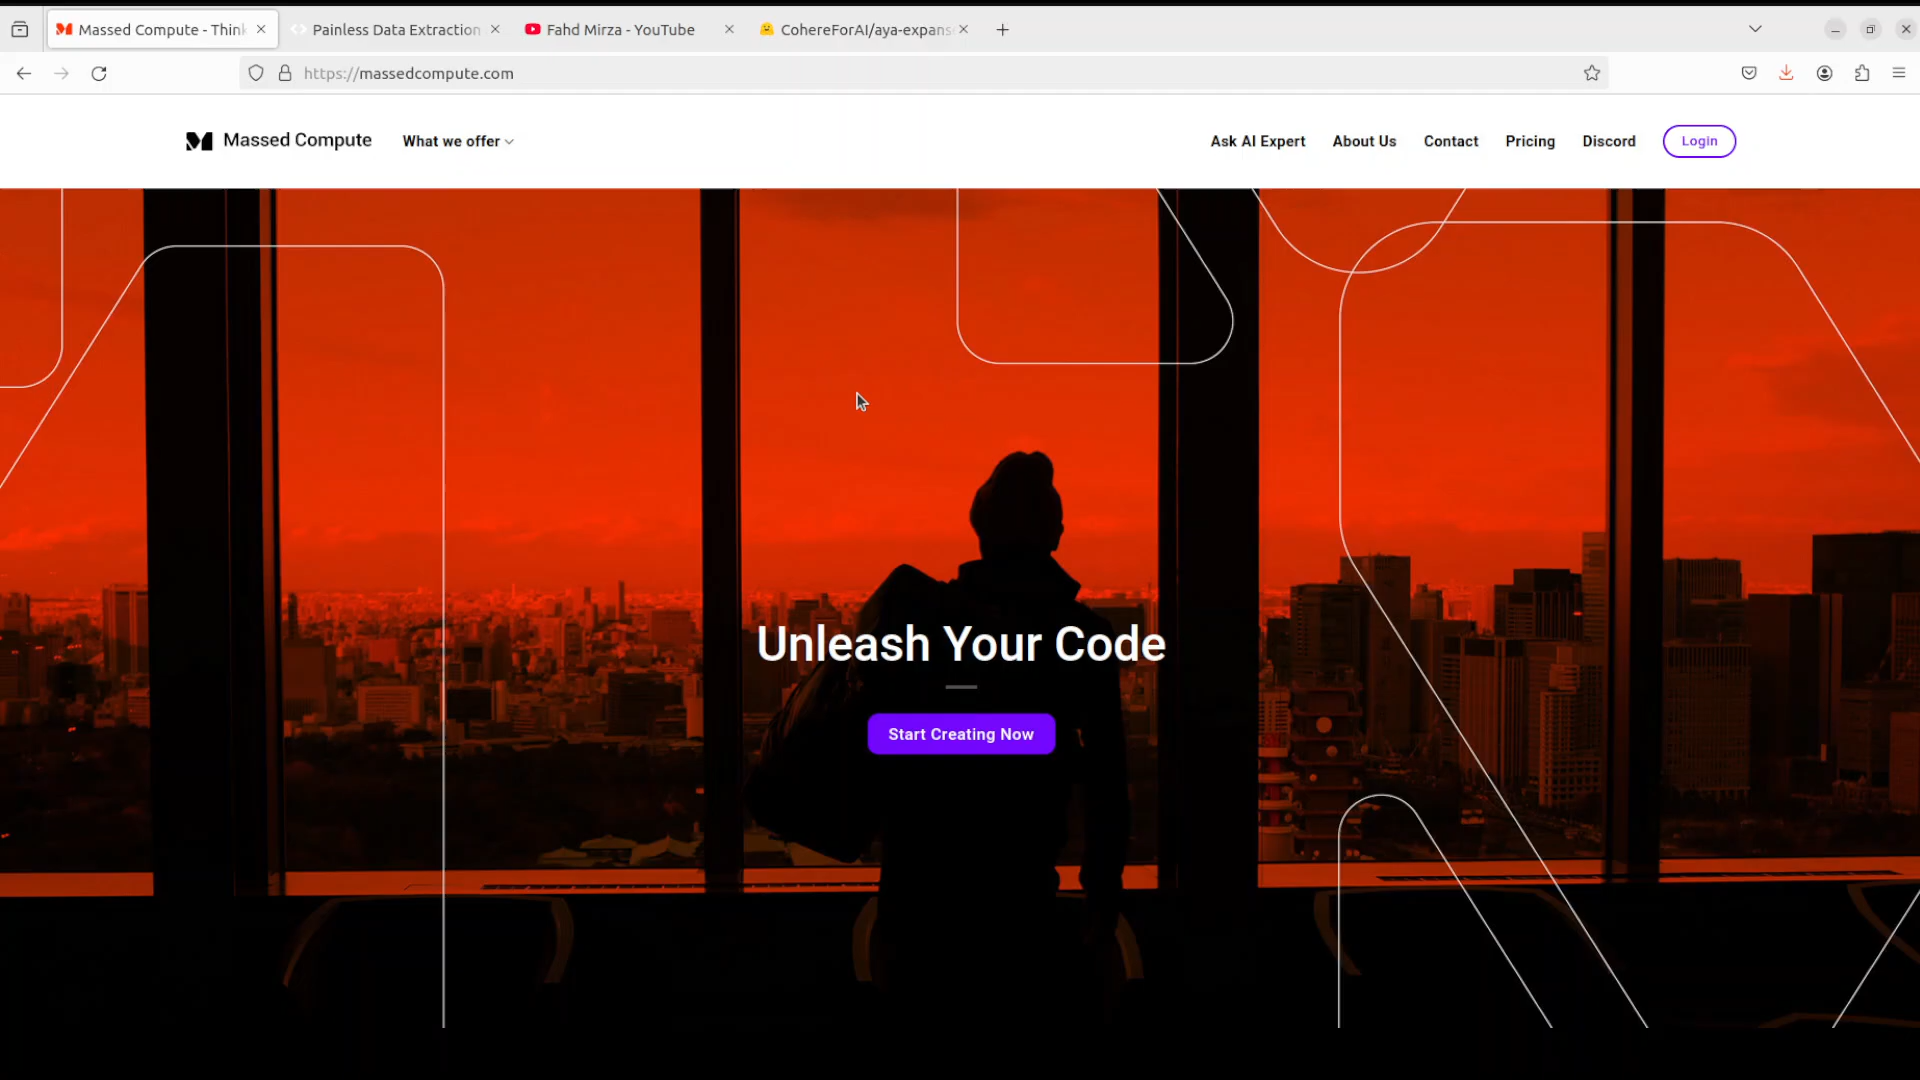 Massed Compute - Think
Painless Data Extraction
Fahd Mirza - YouTube
CohereForAI/aya-expans
https://massedcompute.com
Massed Compute
What we offer
Ask AI Expert
About Us
Contact
Pricing
Discord
Login
Unleash Your Code
Start Creating Now